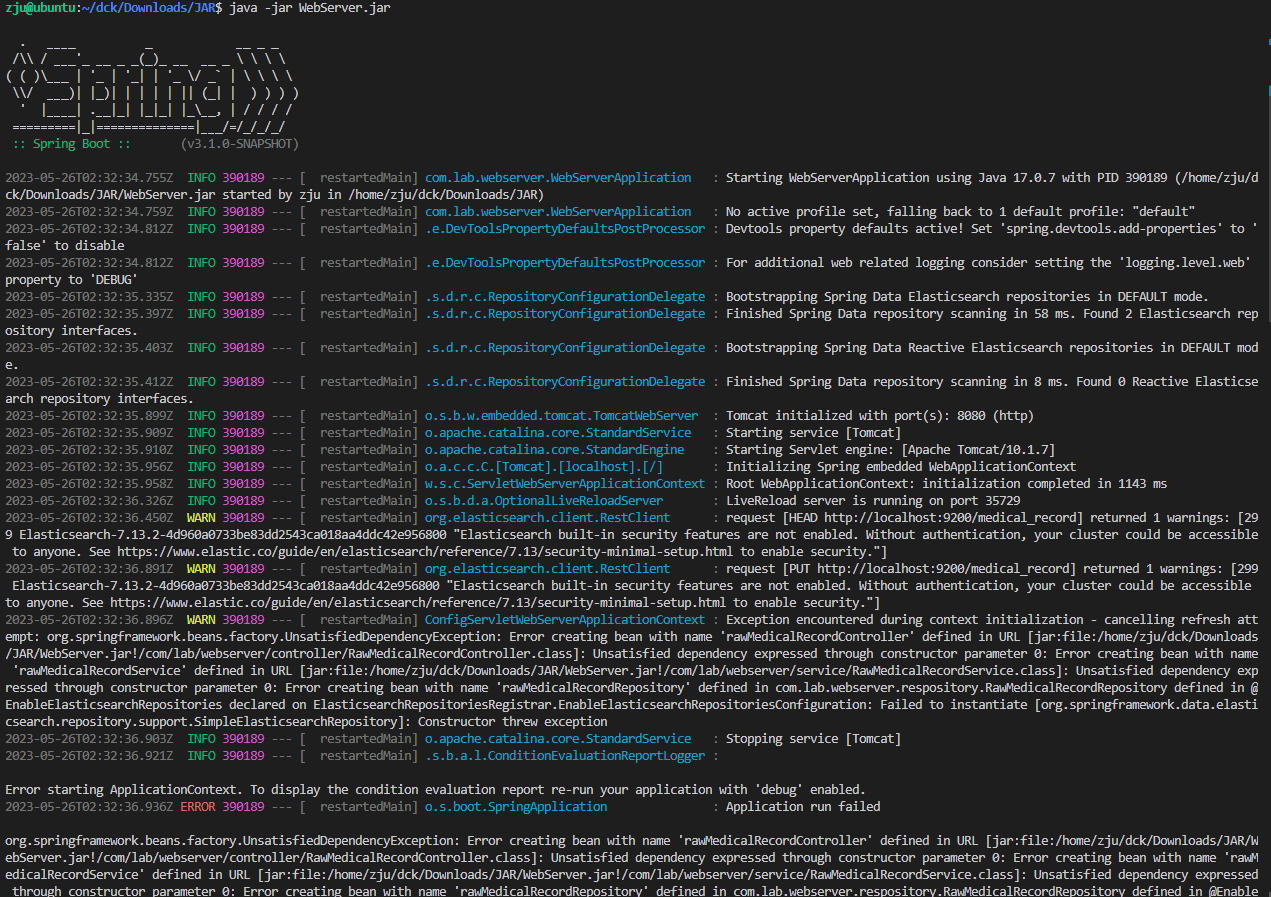 zju@ubuntu:~/dck/Downloads/JAR$ java -jar WebServer.jar
  .   ____          _            __ _ _
 /\\ / ___'_ __ _ _(_)_ __  __ _ \ \ \ \
( ( )\___ | '_ | '_| | '_ \/ _` | \ \ \ \
 \\/  ___)| |_)| | | | | || (_| |  ) ) ) )
  '  |____| .__|_| |_|_| |_\__, | / / / /
 =========|_|==============|___/=/_/_/_/
 :: Spring Boot ::       (v3.1.0-SNAPSHOT)
2023-05-26T02:32:34.755Z  INFO 390189 --- [  restartedMain] com.lab.webserver.WebServerApplication   : Starting WebServerApplication using Java 17.0.7 with PID 390189 (/home/zju/d
ck/Downloads/JAR/WebServer.jar started by zju in /home/zju/dck/Downloads/JAR)
2023-05-26T02:32:34.759Z  INFO 390189 --- [  restartedMain] com.lab.webserver.WebServerApplication   : No active profile set, falling back to 1 default profile: "default"
2023-05-26T02:32:34.812Z  INFO 390189 --- [  restartedMain] .e.DevToolsPropertyDefaultsPostProcessor : Devtools property defaults active! Set 'spring.devtools.add-properties' to '
false' to disable
2023-05-26T02:32:34.812Z  INFO 390189 --- [  restartedMain] .e.DevToolsPropertyDefaultsPostProcessor : For additional web related logging consider setting the 'logging.level.web'
property to 'DEBUG'
2023-05-26T02:32:35.335Z  INFO 390189 --- [  restartedMain] .s.d.r.c.RepositoryConfigurationDelegate : Bootstrapping Spring Data Elasticsearch repositories in DEFAULT mode.
2023-05-26T02:32:35.397Z  INFO 390189 --- [  restartedMain] .s.d.r.c.RepositoryConfigurationDelegate : Finished Spring Data repository scanning in 58 ms. Found 2 Elasticsearch rep
ository interfaces.
2023-05-26T02:32:35.403Z  INFO 390189 --- [  restartedMain] .s.d.r.c.RepositoryConfigurationDelegate : Bootstrapping Spring Data Reactive Elasticsearch repositories in DEFAULT mod
e.
2023-05-26T02:32:35.412Z  INFO 390189 --- [  restartedMain] .s.d.r.c.RepositoryConfigurationDelegate : Finished Spring Data repository scanning in 8 ms. Found 0 Reactive Elasticse
arch repository interfaces.
2023-05-26T02:32:35.899Z  INFO 390189 --- [  restartedMain] o.s.b.w.embedded.tomcat.TomcatWebServer  : Tomcat initialized with port(s): 8080 (http)
2023-05-26T02:32:35.909Z  INFO 390189 --- [  restartedMain] o.apache.catalina.core.StandardService   : Starting service [Tomcat]
2023-05-26T02:32:35.910Z  INFO 390189 --- [  restartedMain] o.apache.catalina.core.StandardEngine    : Starting Servlet engine: [Apache Tomcat/10.1.7]
2023-05-26T02:32:35.956Z  INFO 390189 --- [  restartedMain] o.a.c.c.C.[Tomcat].[localhost].[/]       : Initializing Spring embedded WebApplicationContext
2023-05-26T02:32:35.958Z  INFO 390189 --- [  restartedMain] w.s.c.ServletWebServerApplicationContext : Root WebApplicationContext: initialization completed in 1143 ms
2023-05-26T02:32:36.326Z  INFO 390189 --- [  restartedMain] o.s.b.d.a.OptionalLiveReloadServer       : LiveReload server is running on port 35729
2023-05-26T02:32:36.450Z  WARN 390189 --- [  restartedMain] org.elasticsearch.client.RestClient      : request [HEAD http://localhost:9200/medical_record] returned 1 warnings: [29
9 Elasticsearch-7.13.2-4d960a0733be83dd2543ca018aa4ddc42e956800 "Elasticsearch built-in security features are not enabled. Without authentication, your cluster could be accessible
 to anyone. See https://www.elastic.co/guide/en/elasticsearch/reference/7.13/security-minimal-setup.html to enable security."]
2023-05-26T02:32:36.891Z  WARN 390189 --- [  restartedMain] org.elasticsearch.client.RestClient      : request [PUT http://localhost:9200/medical_record] returned 1 warnings: [299
 Elasticsearch-7.13.2-4d960a0733be83dd2543ca018aa4ddc42e956800 "Elasticsearch built-in security features are not enabled. Without authentication, your cluster could be accessible
to anyone. See https://www.elastic.co/guide/en/elasticsearch/reference/7.13/security-minimal-setup.html to enable security."]
2023-05-26T02:32:36.896Z  WARN 390189 --- [  restartedMain] ConfigServletWebServerApplicationContext : Exception encountered during context initialization - cancelling refresh att
empt: org.springframework.beans.factory.UnsatisfiedDependencyException: Error creating bean with name 'rawMedicalRecordController' defined in URL [jar:file:/home/zju/dck/Downloads
/JAR/WebServer.jar!/com/lab/webserver/controller/RawMedicalRecordController.class]: Unsatisfied dependency expressed through constructor parameter 0: Error creating bean with name
 'rawMedicalRecordService' defined in URL [jar:file:/home/zju/dck/Downloads/JAR/WebServer.jar!/com/lab/webserver/service/RawMedicalRecordService.class]: Unsatisfied dependency exp
ressed through constructor parameter 0: Error creating bean with name 'rawMedicalRecordRepository' defined in com.lab.webserver.respository.RawMedicalRecordRepository defined in @
EnableElasticsearchRepositories declared on ElasticsearchRepositoriesRegistrar.EnableElasticsearchRepositoriesConfiguration: Failed to instantiate [org.springframework.data.elasti
csearch.repository.support.SimpleElasticsearchRepository]: Constructor threw exception
2023-05-26T02:32:36.903Z  INFO 390189 --- [  restartedMain] o.apache.catalina.core.StandardService   : Stopping service [Tomcat]
2023-05-26T02:32:36.921Z  INFO 390189 --- [  restartedMain] .s.b.a.l.ConditionEvaluationReportLogger :
Error starting ApplicationContext. To display the condition evaluation report re-run your application with 'debug' enabled.
2023-05-26T02:32:36.936Z ERROR 390189 --- [  restartedMain] o.s.boot.SpringApplication               : Application run failed
org.springframework.beans.factory.UnsatisfiedDependencyException: Error creating bean with name 'rawMedicalRecordController' defined in URL [jar:file:/home/zju/dck/Downloads/JAR/W
ebServer.jar!/com/lab/webserver/controller/RawMedicalRecordController.class]: Unsatisfied dependency expressed through constructor parameter 0: Error creating bean with name 'rawM
edicalRecordService' defined in URL [jar:file:/home/zju/dck/Downloads/JAR/WebServer.jar!/com/lab/webserver/service/RawMedicalRecordService.class]: Unsatisfied dependency expressed
 through constructor parameter 0: Error creating bean with name 'rawMedicalRecordRepository' defined in com.lab.webserver.respository.RawMedicalRecordRepository defined in @Enable